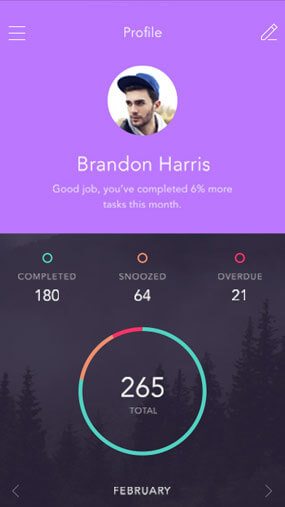 Profile
Brandon Harris
Good job, you've completed 6% more
tasks this month.
COMPLETED SNOOZED OVERDUE
180 64 21
265
TOTAL
FEBRUARY